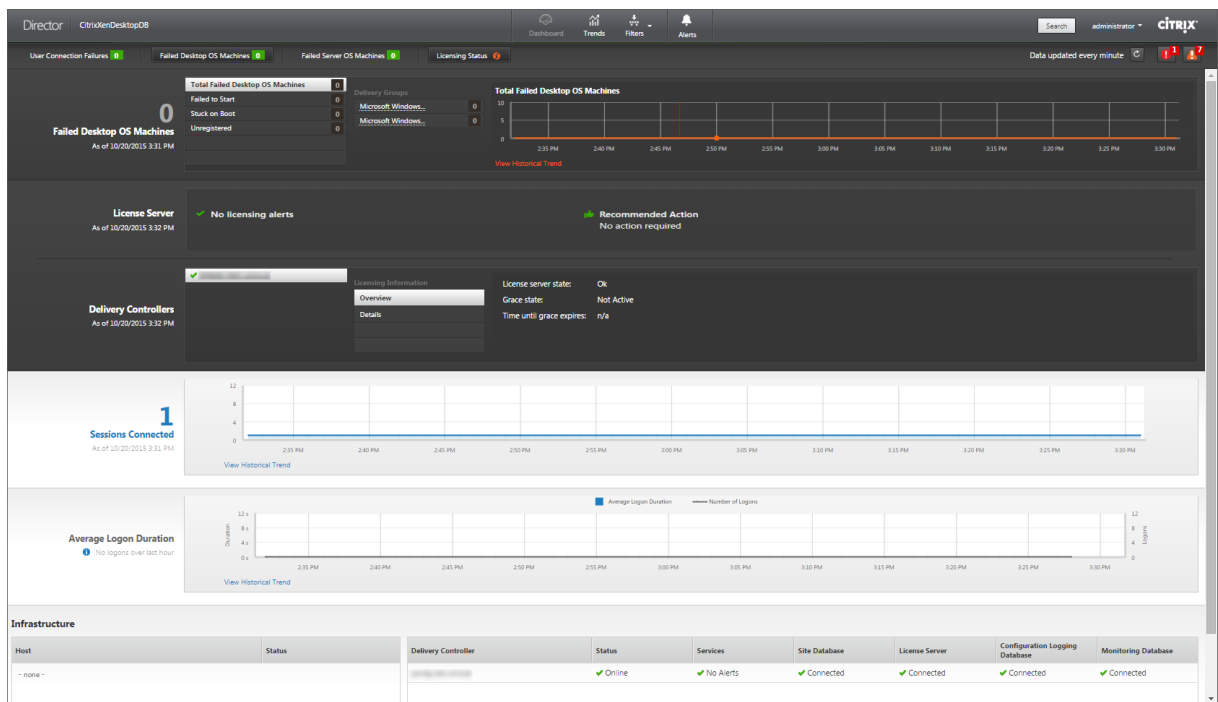 Director CitrixXenDesktopDB
Dashboard Trends Filters Alerts
Search administrator CİTRIX®
User Connection Failures 0 Failed Desktop OS Machines 0 Failed Server OS Machines 0 Licensing Status
Data updated every minute ! 1 7
0
Failed Desktop OS Machines
As of 10/20/2015 3:31 PM
Total Failed Desktop OS Machines 0
Failed to Start 0
Stuck on Boot 0
Unregistered 0
Delivery Groups
Microsoft Windows... 0
Microsoft Windows... 0
Total Failed Desktop OS Machines
10
5
0
2:35 PM 2:40 PM 2:45 PM 2:50 PM 2:55 PM 3:00 PM 3:05 PM 3:10 PM 3:15 PM 3:20 PM 3:25 PM 3:30 PM
View Historical Trend
License Server
As of 10/20/2015 3:32 PM
No licensing alerts
Recommended Action
No action required
Delivery Controllers
As of 10/20/2015 3:32 PM
Licensing Information
Overview
Details
License server state: Ok
Grace state: Not Active
Time until grace expires: n/a
1
Sessions Connected
As of 10/20/2015 3:31 PM
12
8
4
0
2:35 PM 2:40 PM 2:45 PM 2:50 PM 2:55 PM 3:00 PM 3:05 PM 3:10 PM 3:15 PM 3:20 PM 3:25 PM 3:30 PM
View Historical Trend
Average Logon Duration
No logons over last hour
Average Logon Duration Number of Logons
Duration
12 s
8 s
4 s
0 s
12
8
4
0
Logons
2:35 PM 2:40 PM 2:45 PM 2:50 PM 2:55 PM 3:00 PM 3:05 PM 3:10 PM 3:15 PM 3:20 PM 3:25 PM 3:30 PM
View Historical Trend
Infrastructure
Host Status
- none -
Delivery Controller Status Services Site Database License Server Configuration Logging Database Monitoring Database
Online No Alerts Connected Connected Connected Connected